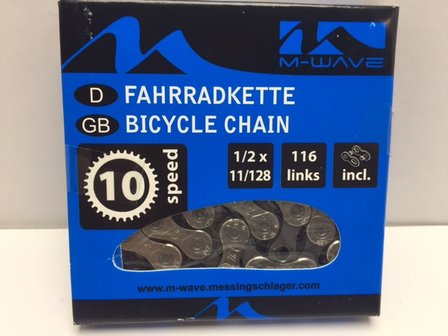 M-WAVE
D FAHRRADKETTE
GB BICYCLE CHAIN
10 speed
1/2 x 11/128
116 links
incl.
www.m-wave.messingschlager.com